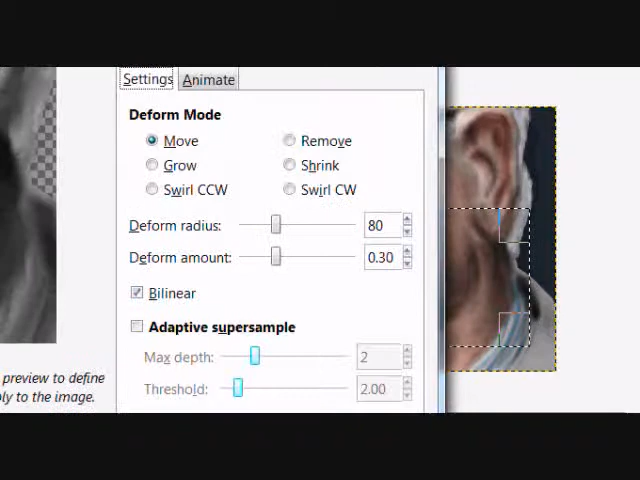 Settings Animate
Deform Mode
Move Remove
Grow Shrink
Swirl CCW Swirl CW
Deform radius: 80
Deform amount: 0.30
Bilinear
Adaptive supersample
Max depth: 2
Threshold: 2.00
preview to define
to the image.